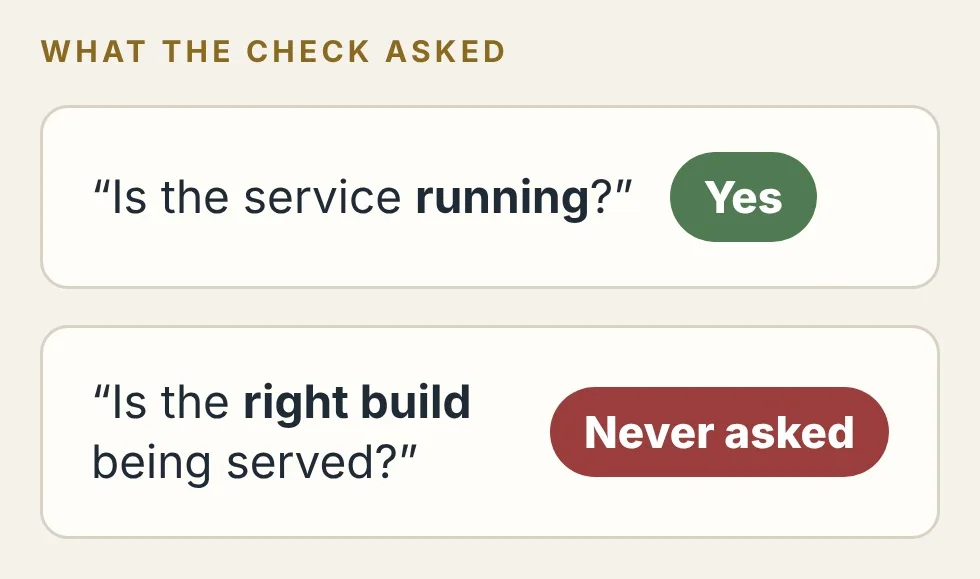 WHAT THE CHECK ASKED
“Is the service running?” Yes
“Is the right build
being served?”
Never asked